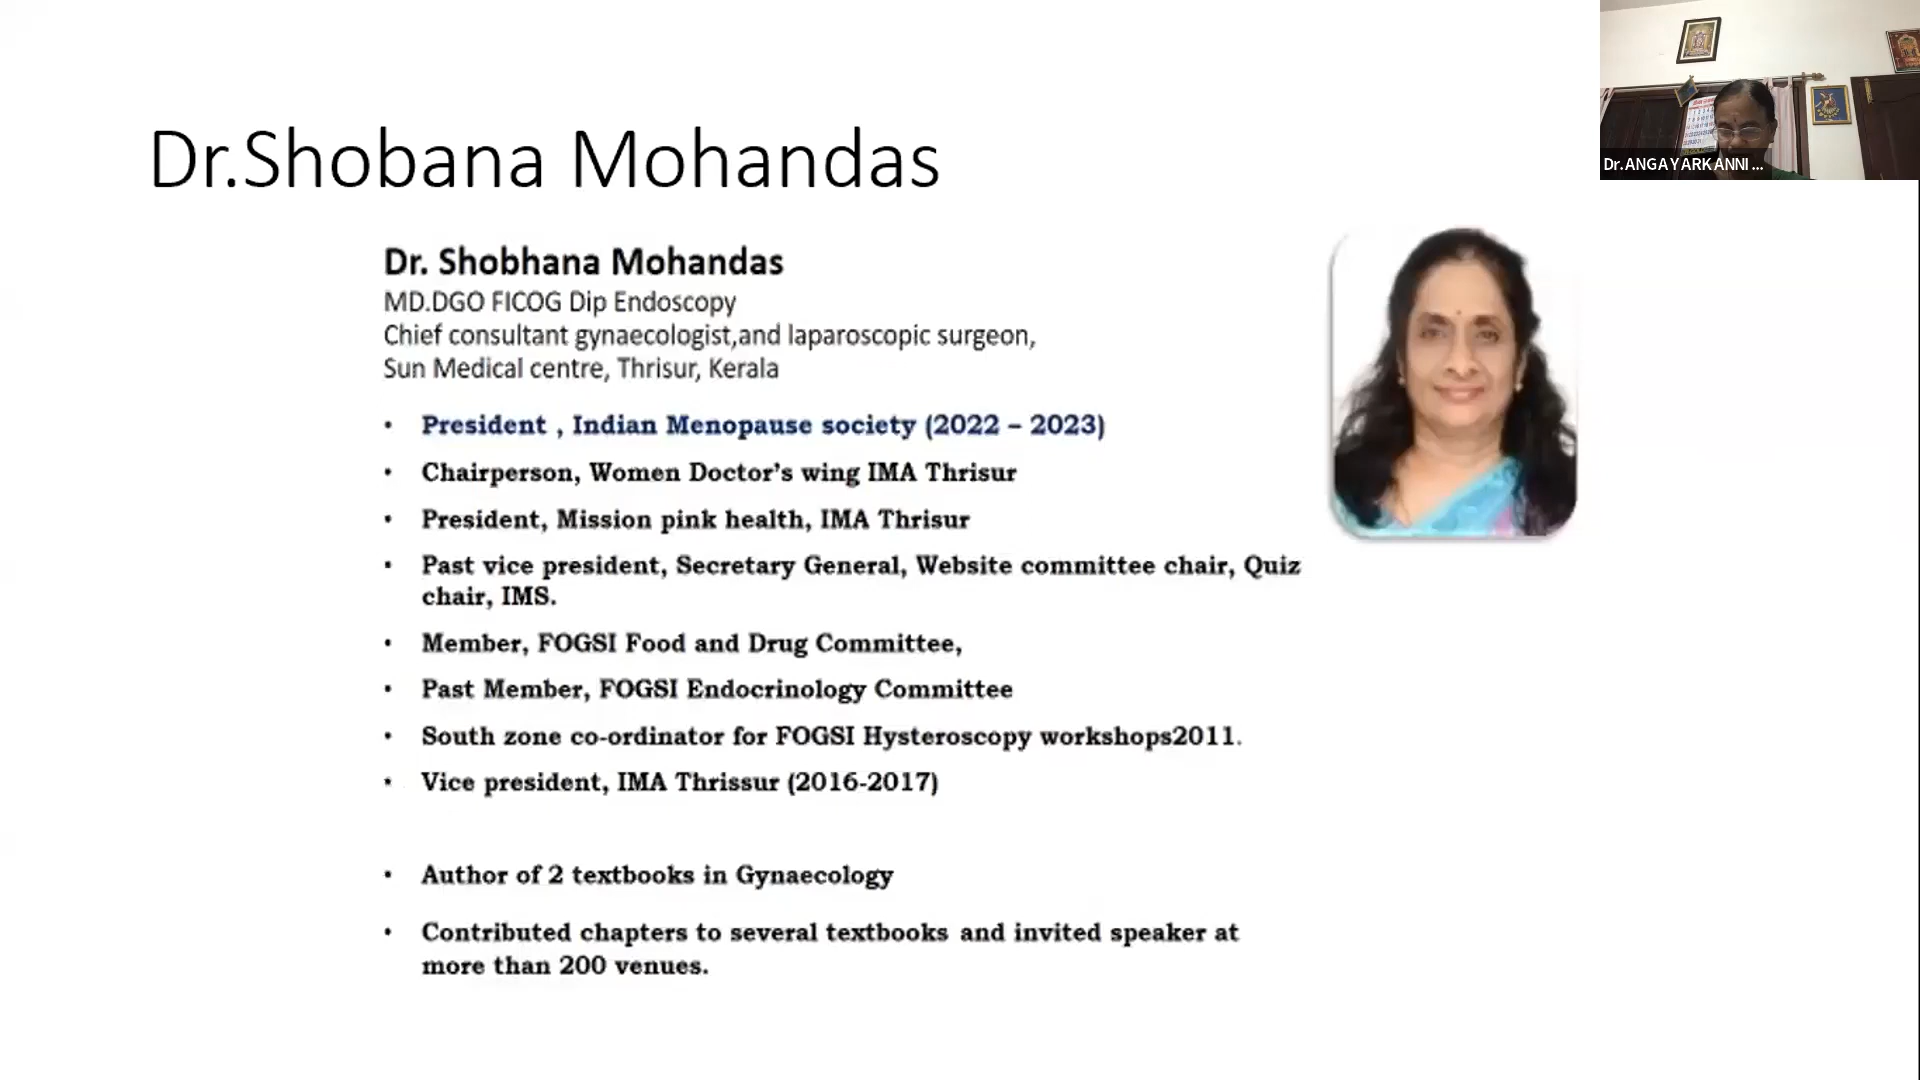 Dr.Shobana Mohandas
Dr.ANGAYARKANNI ...
Dr. Shobhana Mohandas
MD.DGO FICOG Dip Endoscopy
Chief consultant gynaecologist,and laparoscopic surgeon,
Sun Medical centre, Thrisur, Kerala
• President , Indian Menopause society (2022 – 2023)
• Chairperson, Women Doctor's wing IMA Thrisur
• President, Mission pink health, IMA Thrisur
• Past vice president, Secretary General, Website committee chair, Quiz
chair, IMS.
• Member, FOGSI Food and Drug Committee,
• Past Member, FOGSI Endocrinology Committee
• South zone co-ordinator for FOGSI Hysteroscopy workshops2011.
• Vice president, IMA Thrissur (2016-2017)
• Author of 2 textbooks in Gynaecology
• Contributed chapters to several textbooks and invited speaker at
more than 200 venues.